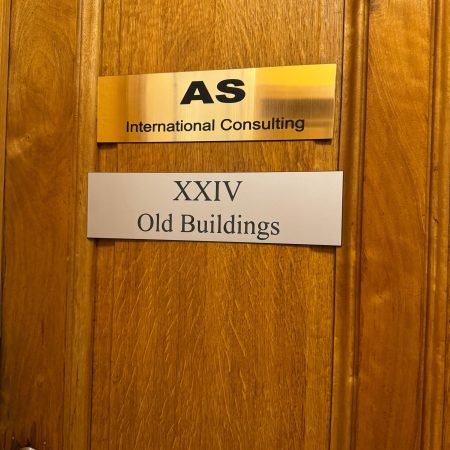 AS
International Consulting
XXIV
Old Buildings